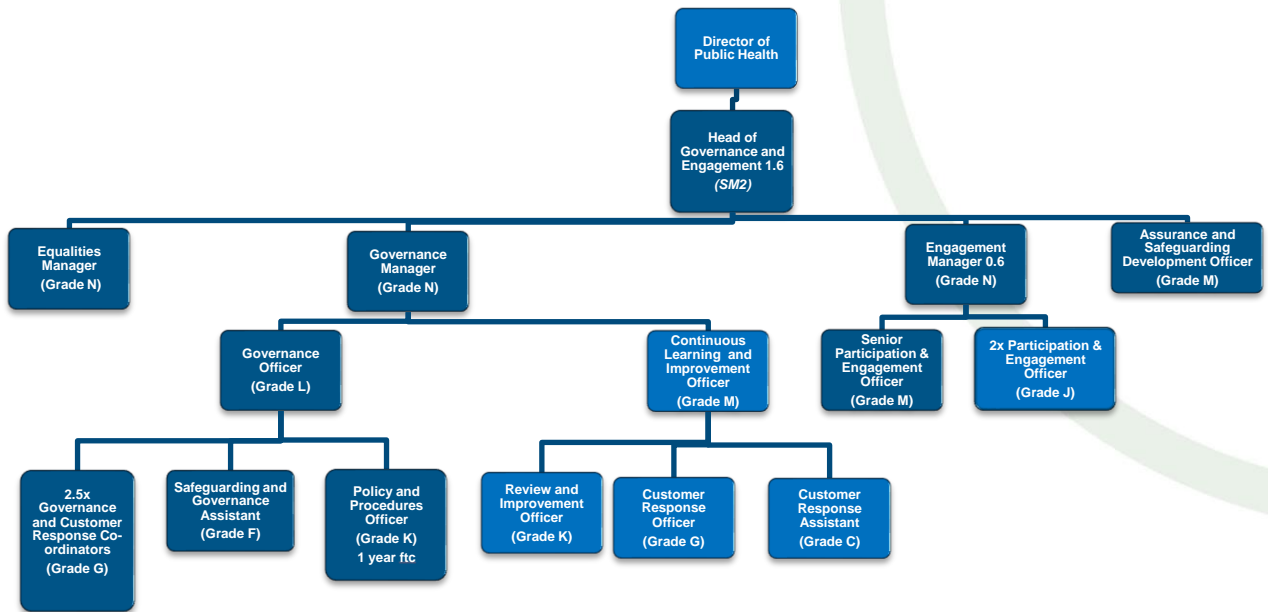 Director of
Public Health
Head of
Governance and
Engagement 1.6
(SM2)
Equalities
Manager
(Grade N)
Governance
Manager
(Grade N)
Engagement
Manager 0.6
(Grade N)
Assurance and
Safeguarding
Development Officer
(Grade M)
Governance
Officer
(Grade L)
Continuous
Learning and
Improvement
Officer
(Grade M)
Senior
Participation &
Engagement
Officer
(Grade M)
2x Participation &
Engagement
Officer
(Grade J)
2.5x
Governance
and Customer
Response Co-
ordinators
(Grade G)
Safeguarding and
Governance
Assistant
(Grade F)
Policy and
Procedures
Officer
(Grade K)
1 year ftc
Review and
Improvement
Officer
(Grade K)
Customer
Response
Officer
(Grade G)
Customer
Response
Assistant
(Grade C)